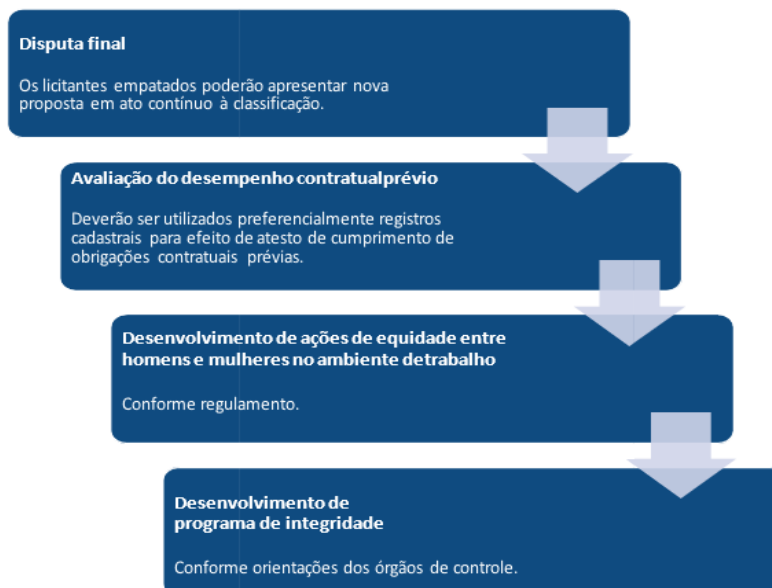 Disputa final
Os licitantes empatados poderão apresentar nova
proposta em ato contínuo à classificação.
Avaliação do desempenho contratualprévio
Deverão ser utilizados preferencialmente registros
cadastrais para efeito de atesto de cumprimento de
obrigações contratuais prévias.
Desenvolvimento de ações de equidade entre
homens e mulheres no ambiente detrabalho
Conforme regulamento.
Desenvolvimento de
programa de integridade
Conforme orientações dos órgãos de controle.